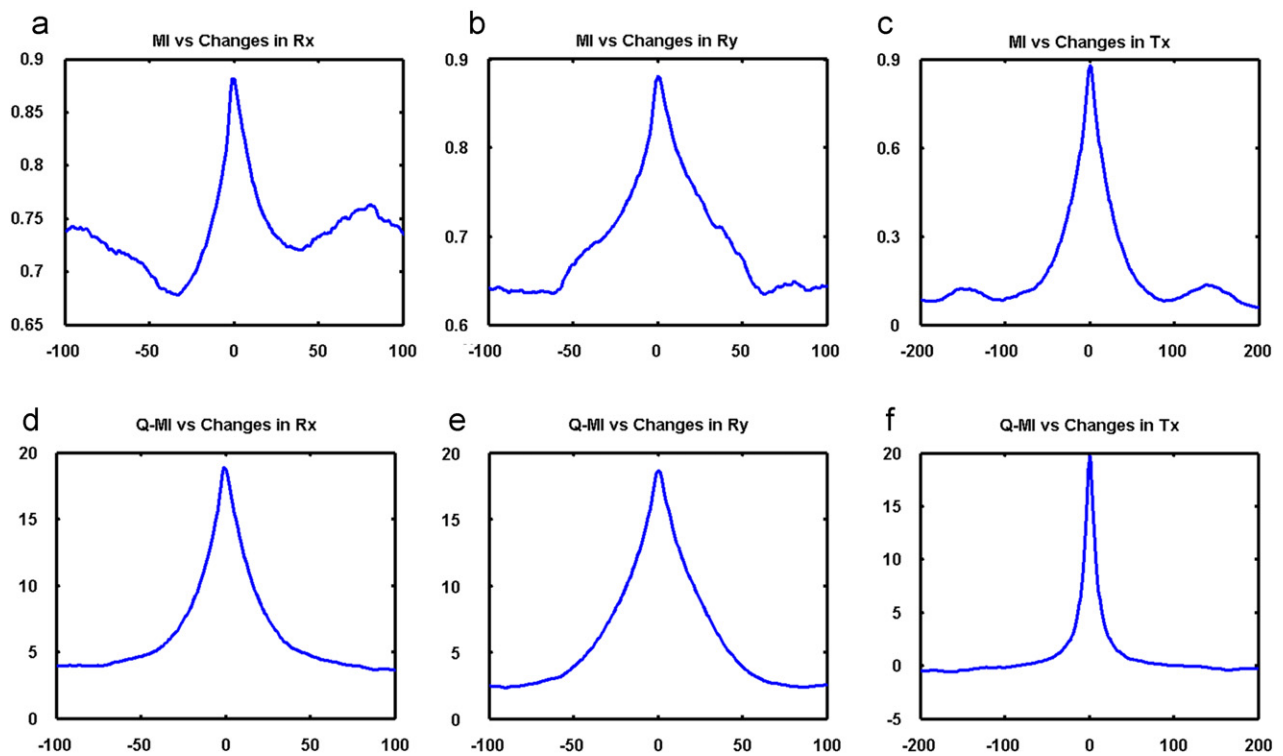 a
MI vs Changes in Rx
0.9
0.85
0.8
0.75
0.7
0.65
-100 -50 0 50 100
b
MI vs Changes in Ry
0.9
0.8
0.7
0.6
-100 -50 0 50 100
c
MI vs Changes in Tx
0.9
0.6
0.3
0
-200 -100 0 100 200
d
Q-MI vs Changes in Rx
20
15
10
5
0
-100 -50 0 50 100
e
Q-MI vs Changes in Ry
20
15
10
5
0
-100 -50 0 50 100
f
Q-MI vs Changes in Tx
20
15
10
5
0
-5
-200 -100 0 100 200